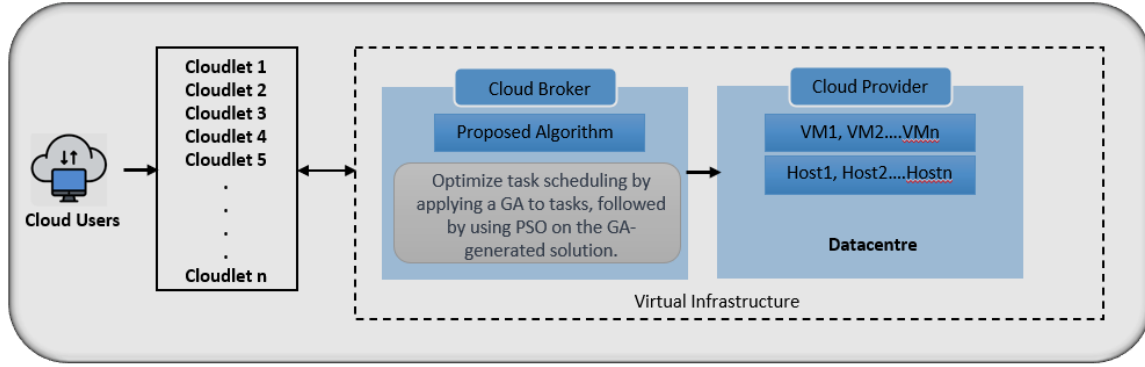 Cloud Users
Cloudlet 1
Cloudlet 2
Cloudlet 3
Cloudlet 4
Cloudlet 5
.
.
.
.
Cloudlet n
Cloud Broker
Proposed Algorithm
Optimize task scheduling by
applying a GA to tasks, followed
by using PSO on the GA-
generated solution.
Cloud Provider
VM1, VM2....VMn
Host1, Host2....Hostn
Datacentre
Virtual Infrastructure